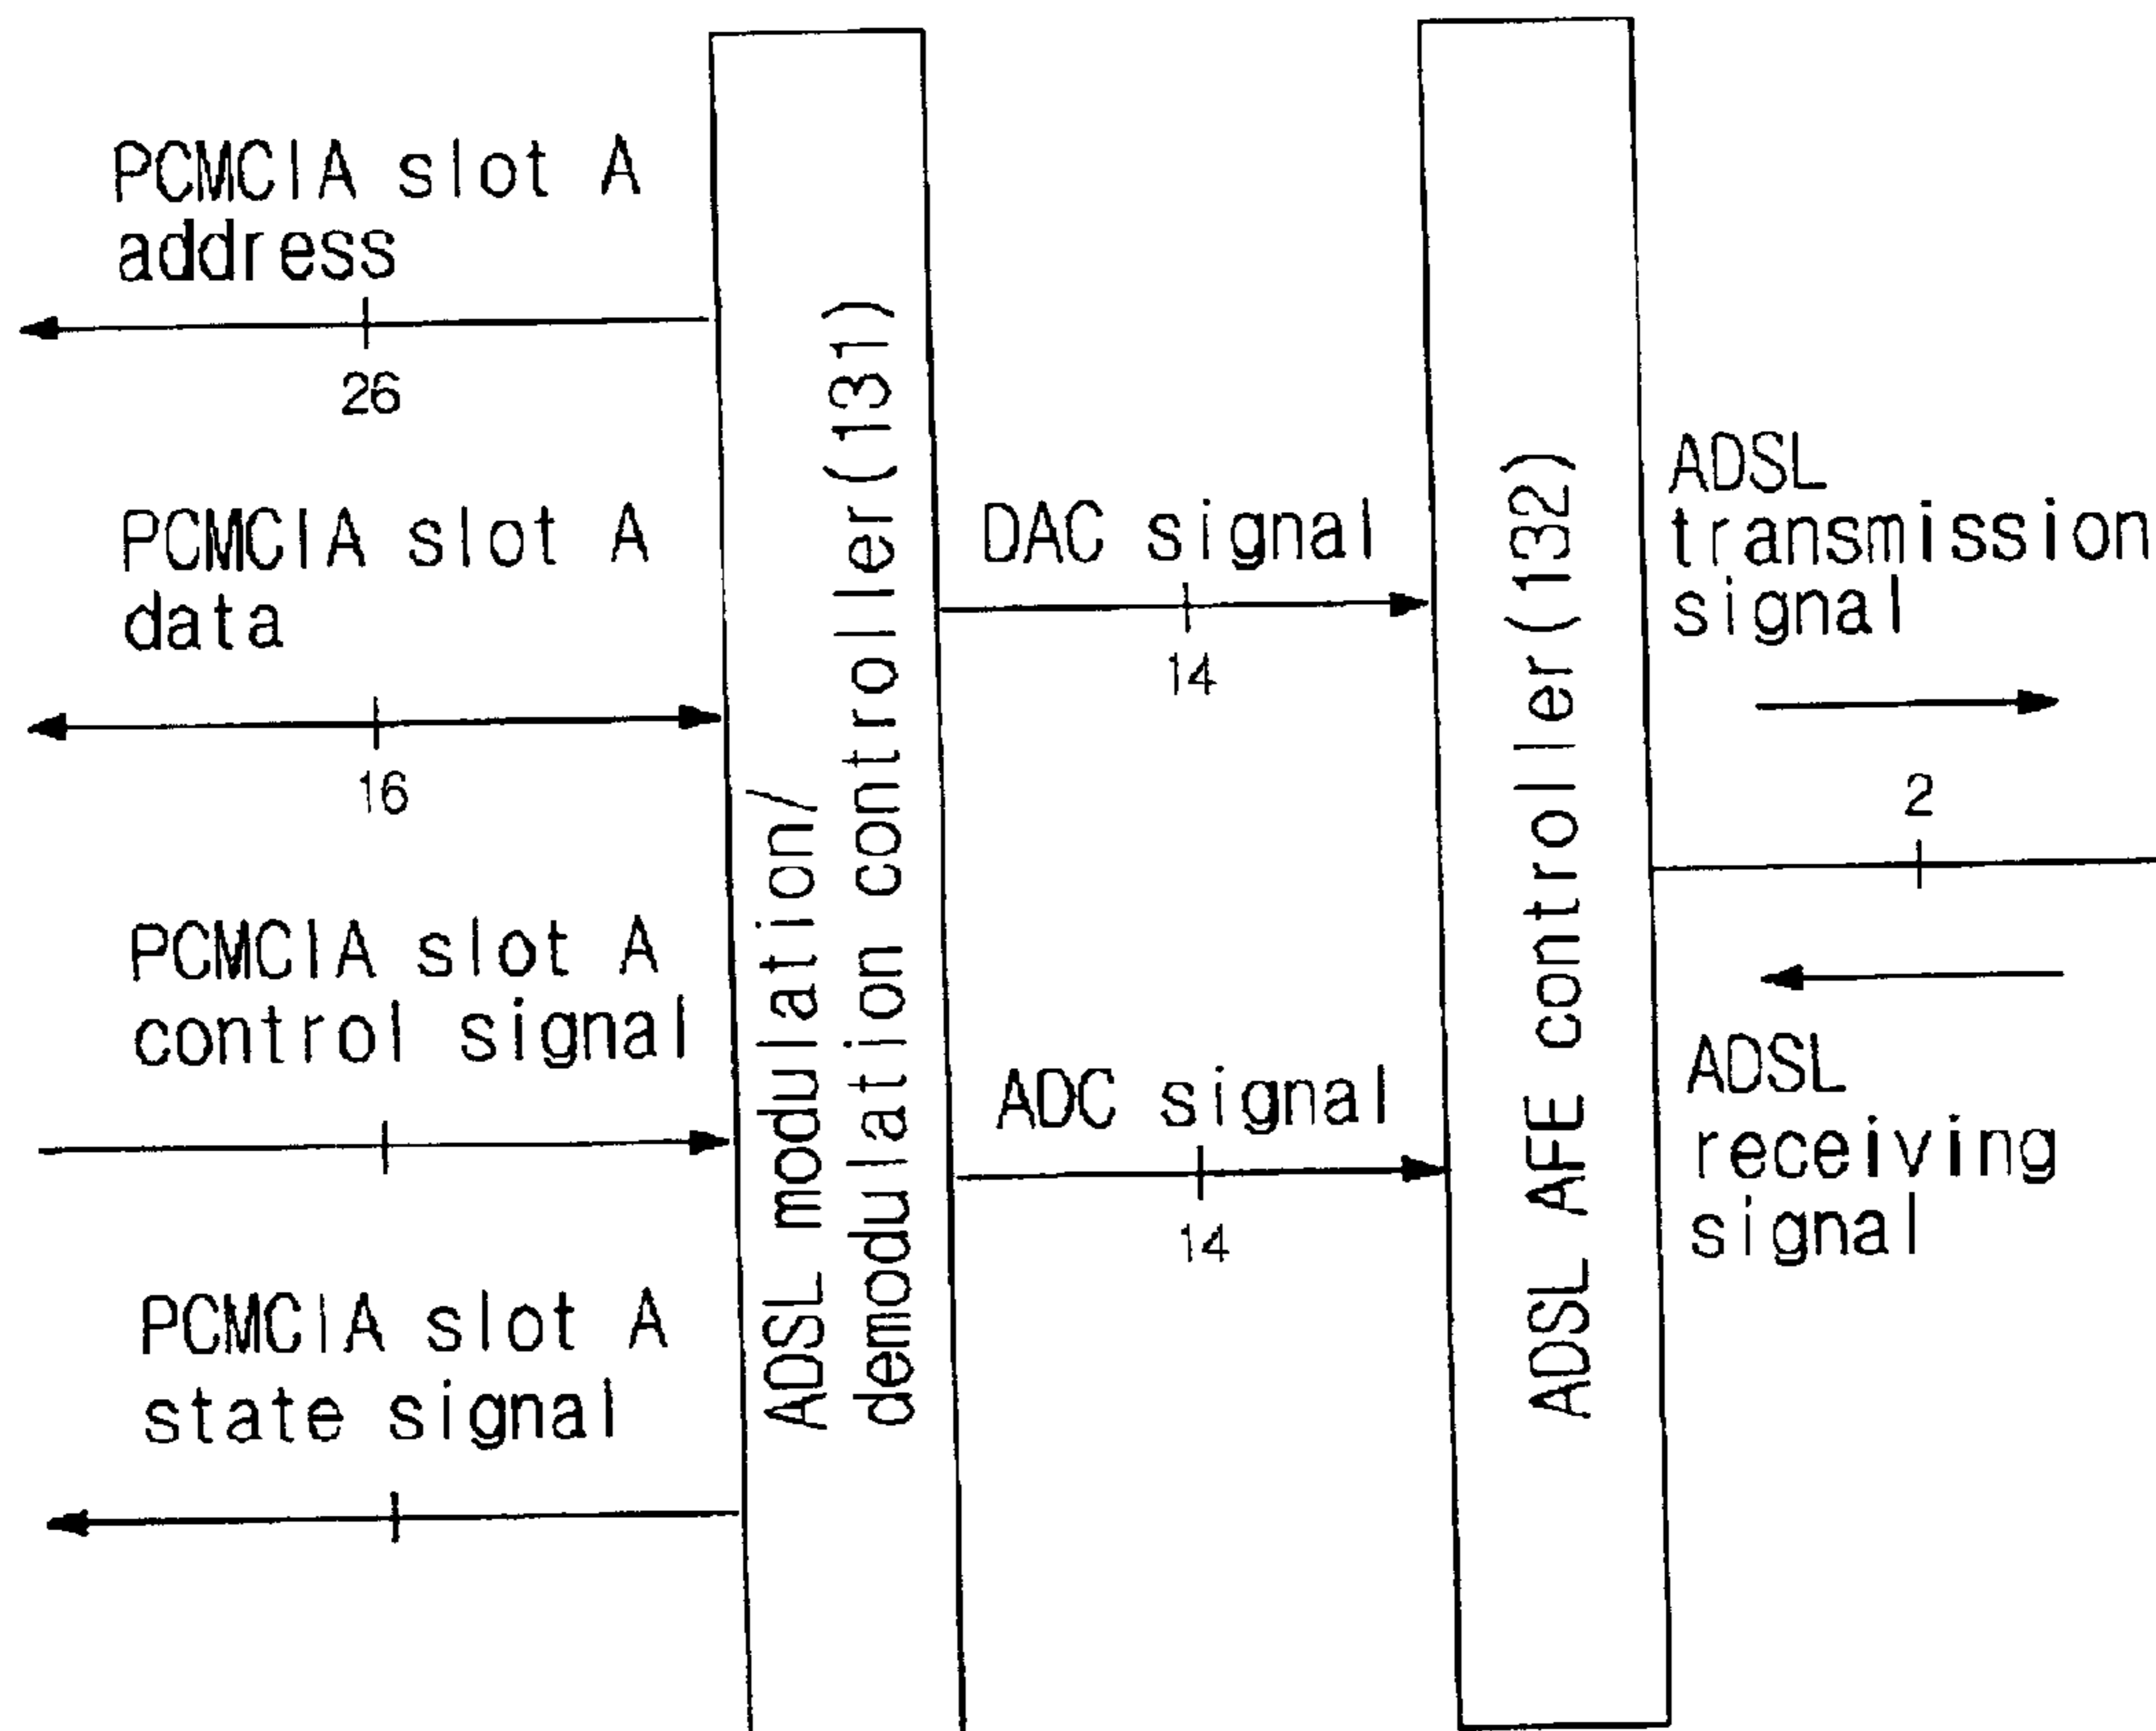 PCMCIA slot A
address
26
PCMCIA slot A
data
16
PCMCIA slot A
control signal
PCMCIA slot A
state signal
ADSL modulation/
demodulation controller(131)
DAC signal
14
ADC signal
14
ADSL AFE controller(132)
ADSL
transmission
signal
2
ADSL
receiving
signal